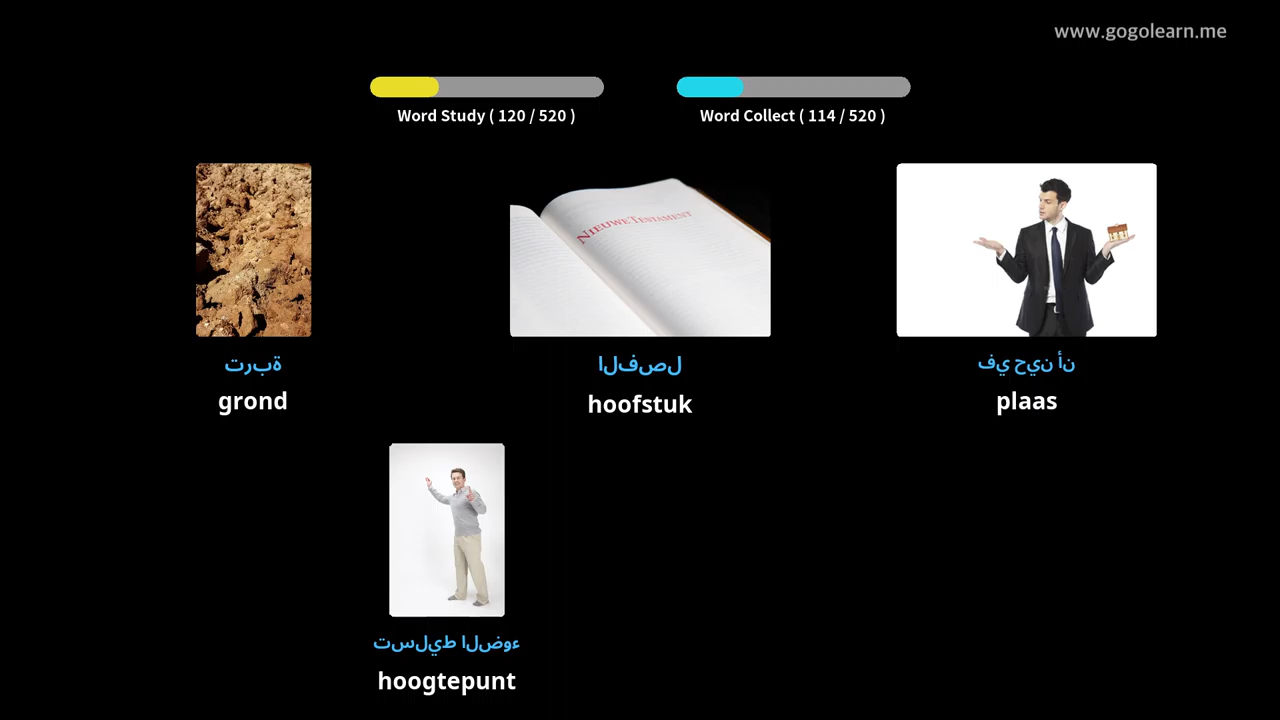 www.gogolearn.me
Word Study ( 120 / 520 )
Word Collect ( 114 / 520 )
تربة
الفصل
في حين أن
grond
hoofstuk
plaas
NIEUWE TESTAMENT
تسليط الضوء
hoogtepunt